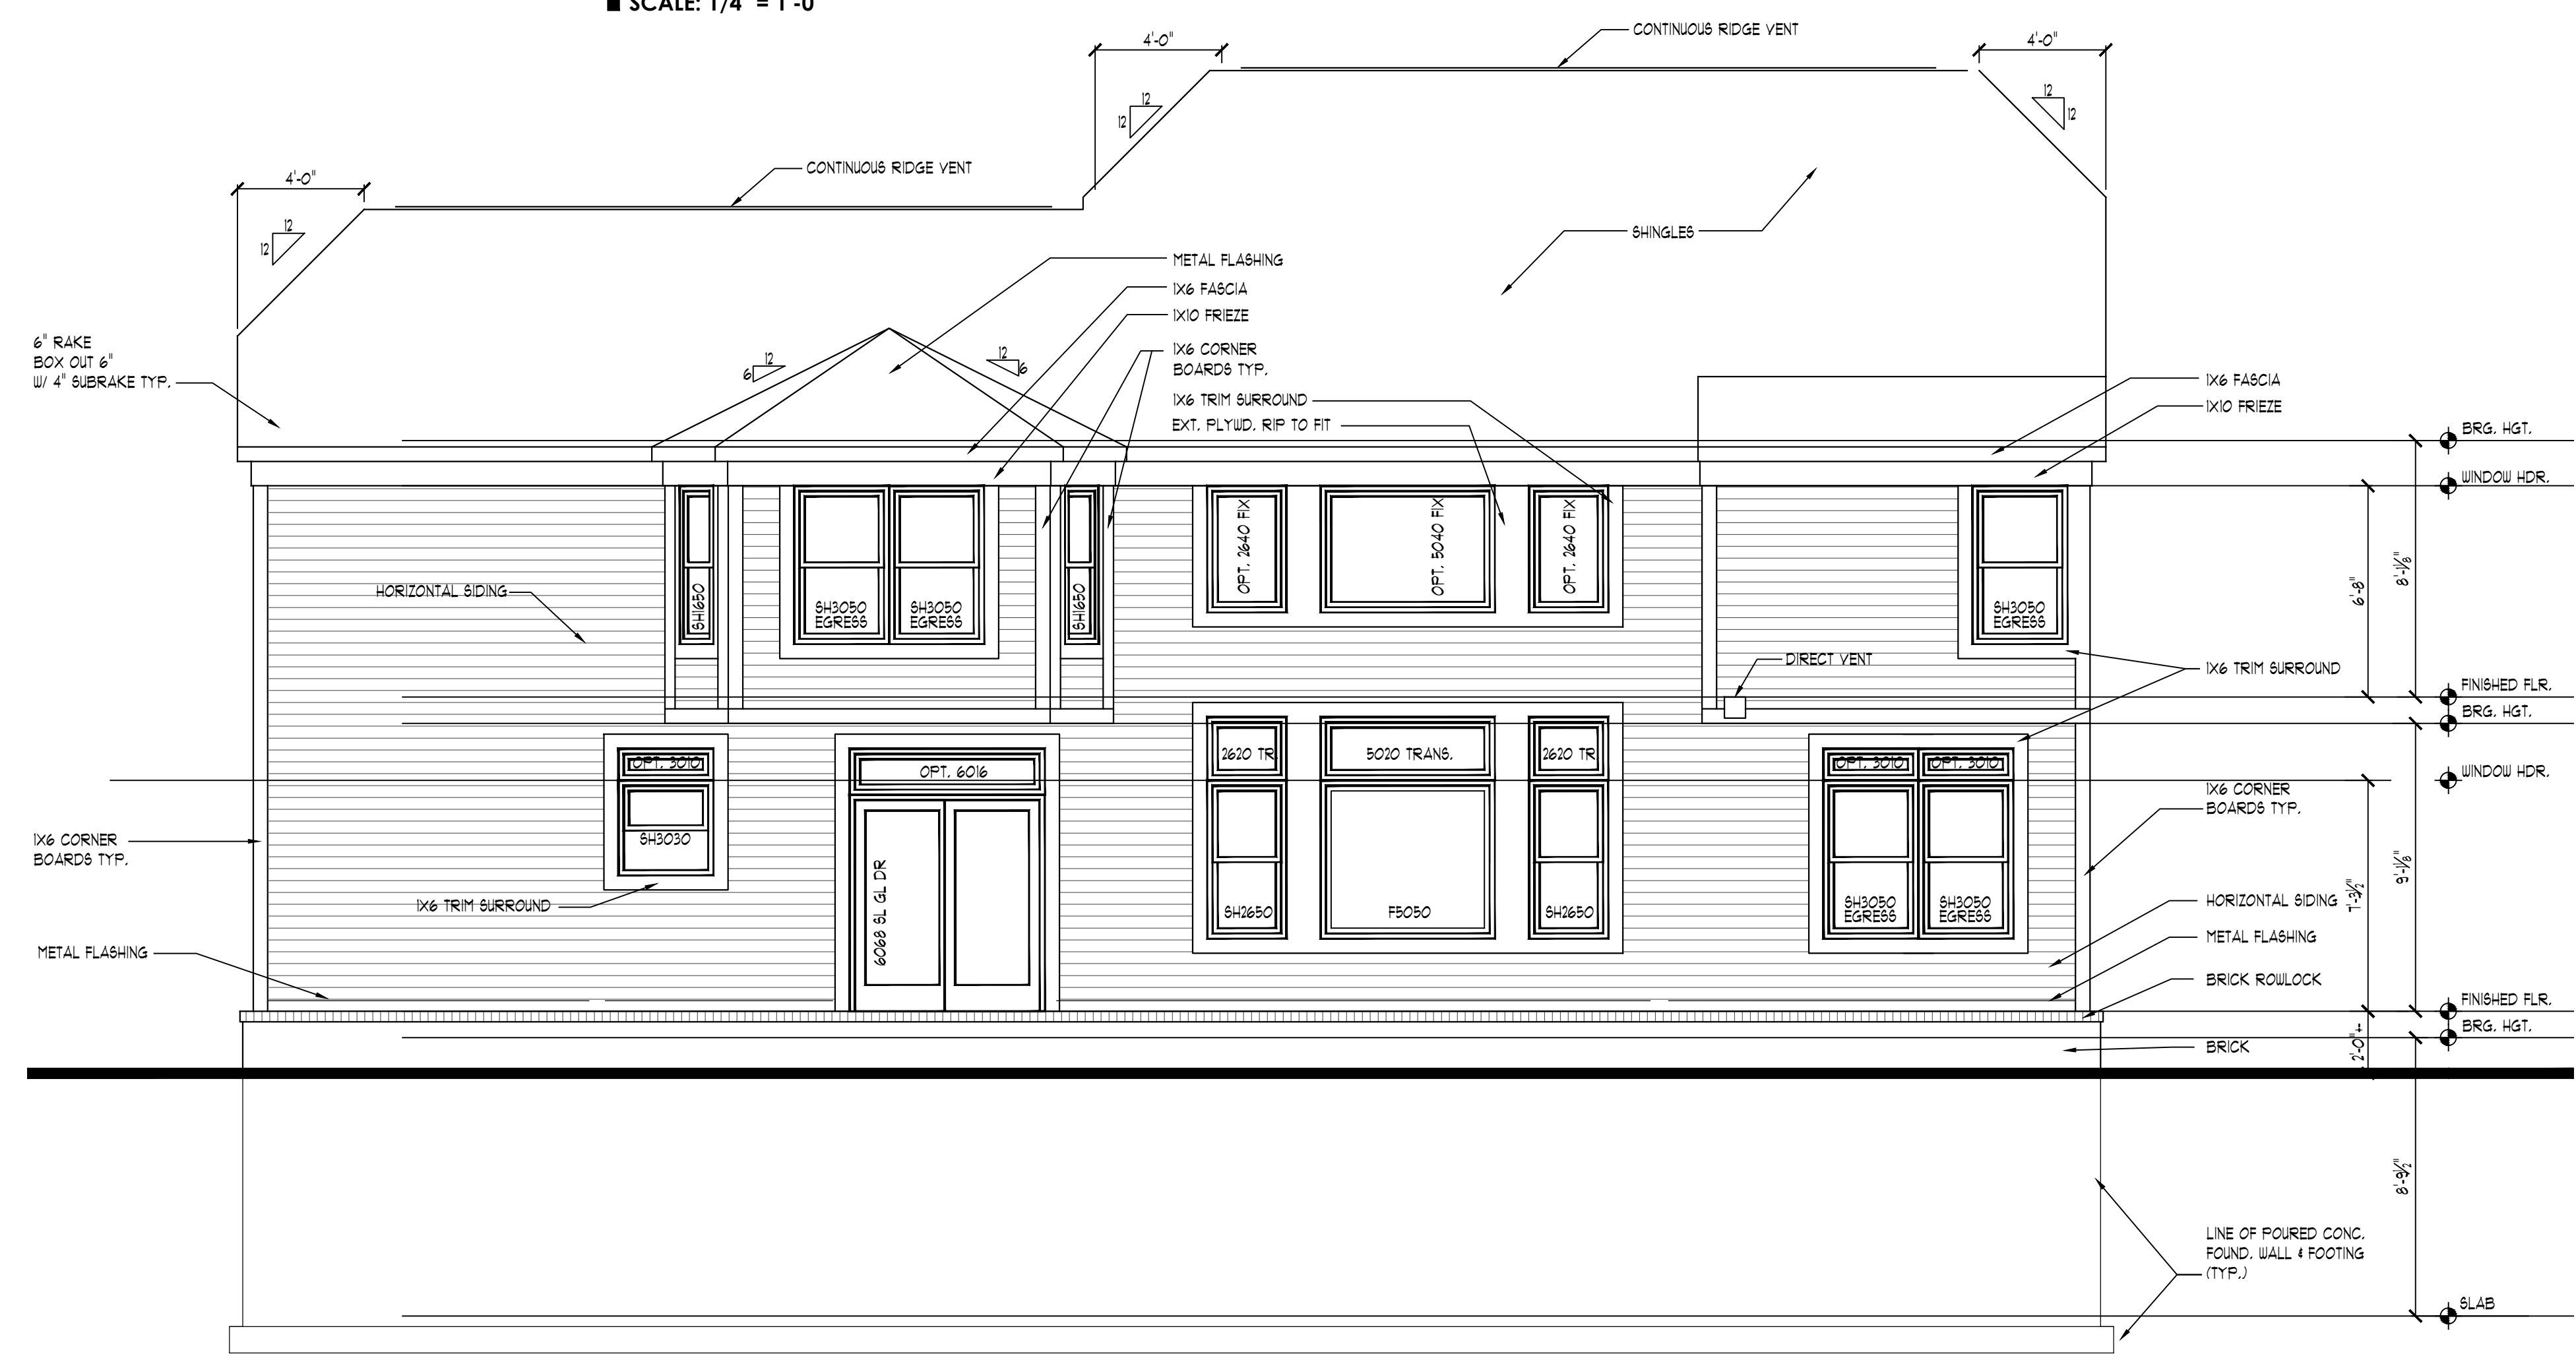 ■ SCALE: 1/4" = 1'-0"
4'-0"
CONTINUOUS RIDGE VENT
4'-0"
12
12
12
12
CONTINUOUS RIDGE VENT
4'-0"
12
12
SHINGLES
METAL FLASHING
1X6 FASCIA
1X10 FRIEZE
6" RAKE
BOX OUT 6"
W/ 4" SUBRAKE TYP.
12
6
12
6
1X6 CORNER
BOARDS TYP.
1X6 TRIM SURROUND
EXT. PLYWD. RIP TO FIT
1X6 FASCIA
1X10 FRIEZE
BRG. HGT.
WINDOW HDR.
OPT. 2640 FIX
OPT. 5040 FIX
OPT. 2640 FIX
HORIZONTAL SIDING
SH1650
SH3050
EGRESS
SH3050
EGRESS
SH1650
SH3050
EGRESS
6'-8"
8'-1⅛"
DIRECT VENT
1X6 TRIM SURROUND
FINISHED FLR.
BRG. HGT.
OPT. 3010
OPT. 6016
2620 TR
5020 TRANS.
2620 TR
OPT. 3010
OPT. 3010
WINDOW HDR.
1X6 CORNER
BOARDS TYP.
1X6 CORNER
BOARDS TYP.
SH3030
6068 SL GL DR
1X6 TRIM SURROUND
SH2650
F5050
SH2650
SH3050
EGRESS
SH3050
EGRESS
7'-3½"
9'-1⅛"
HORIZONTAL SIDING
METAL FLASHING
METAL FLASHING
BRICK ROWLOCK
FINISHED FLR.
BRG. HGT.
2'-0"±
BRICK
8'-9½"
LINE OF POURED CONC.
FOUND. WALL & FOOTING
(TYP.)
SLAB